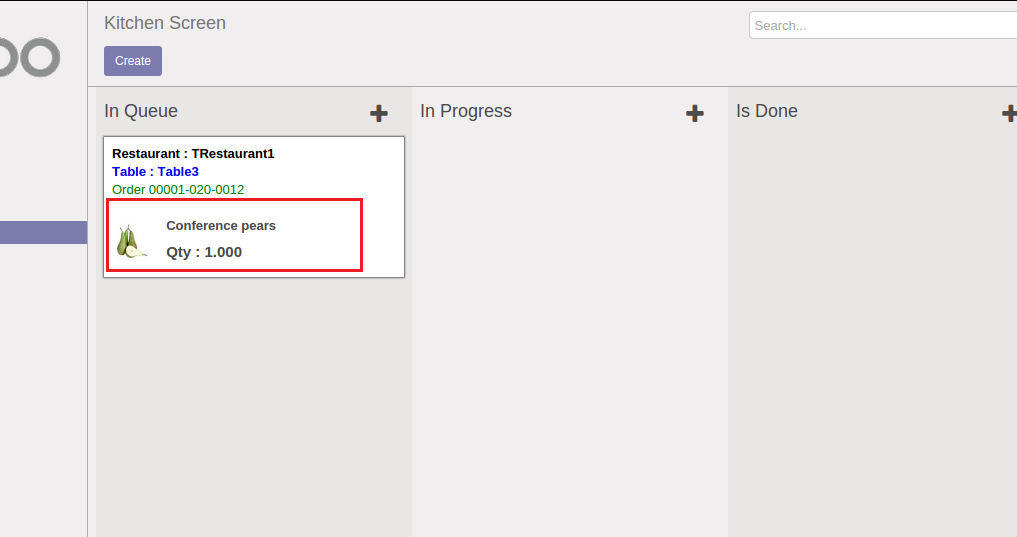 Kitchen Screen
Search...
Create
In Queue
In Progress
Is Done
Restaurant : TRestaurant1
Table : Table3
Order 00001-020-0012
Conference pears
Qty : 1.000